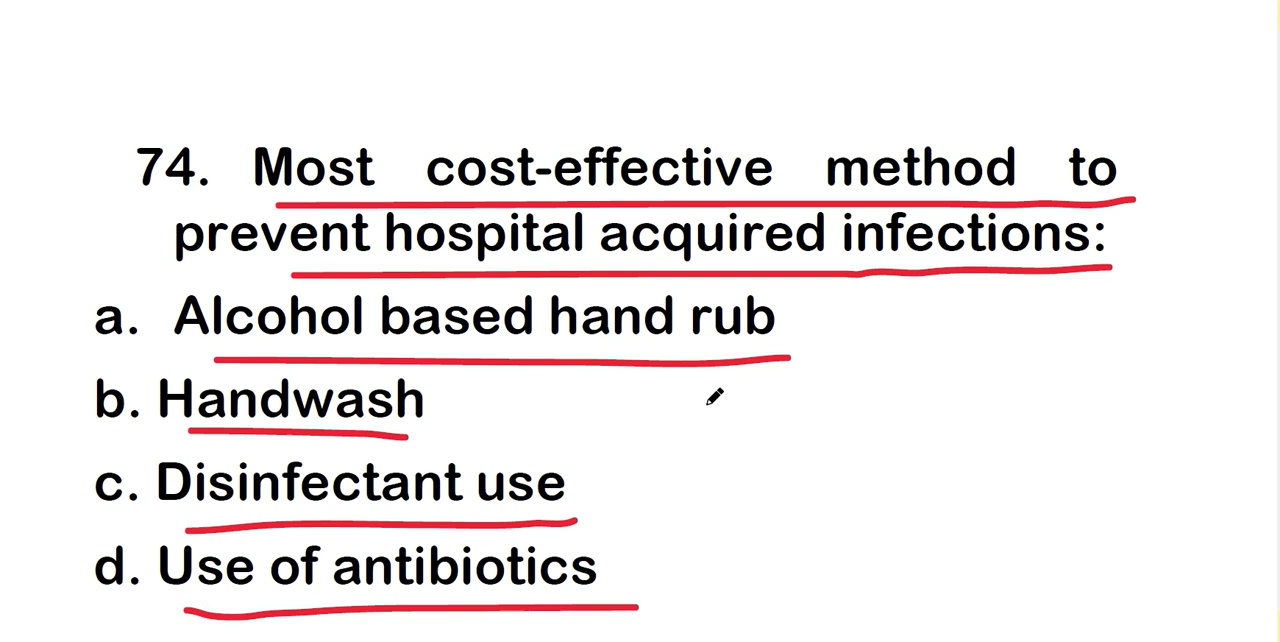 74. Most cost-effective method to
prevent hospital acquired infections:
a. Alcohol based hand rub
b. Handwash
c. Disinfectant use
d. Use of antibiotics